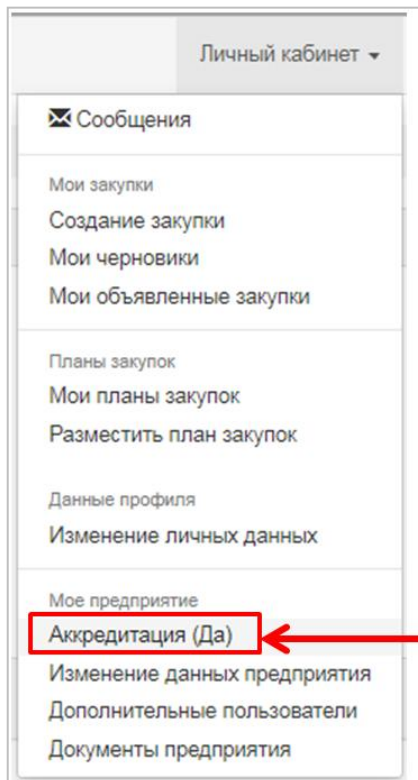 Личный кабинет
Сообщения
Мои закупки
Создание закупки
Мои черновики
Мои объявленные закупки
Планы закупок
Мои планы закупок
Разместить план закупок
Данные профиля
Изменение личных данных
Мое предприятие
Аккредитация (Да)
Изменение данных предприятия
Дополнительные пользователи
Документы предприятия